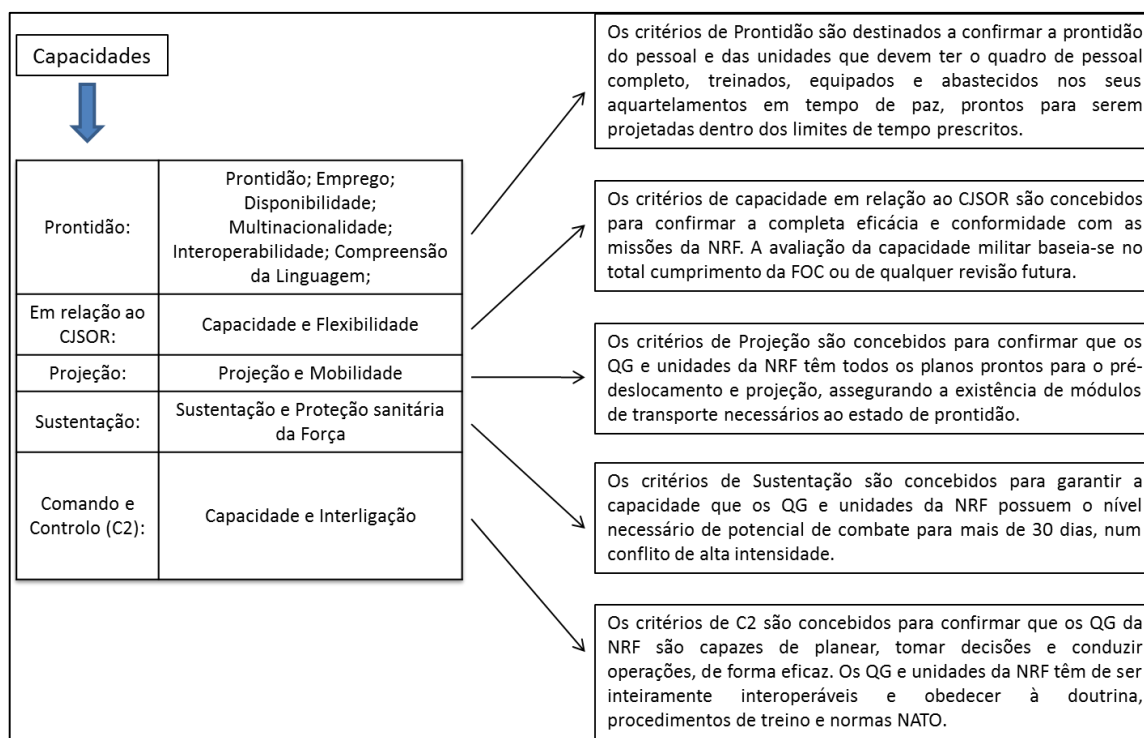 Capacidades
Prontidão:
Prontidão; Emprego;
Disponibilidade;
Multinacionalidade;
Interoperabilidade; Compreensão
da Linguagem;
Em relação ao
CJSOR:
Capacidade e Flexibilidade
Projeção:
Projeção e Mobilidade
Sustentação:
Sustentação e Proteção sanitária
da Força
Comando e
Controlo (C2):
Capacidade e Interligação
Os critérios de Prontidão são destinados a confirmar a prontidão
do pessoal e das unidades que devem ter o quadro de pessoal
completo, treinados, equipados e abastecidos nos seus
aquartelamentos em tempo de paz, prontos para serem
projetadas dentro dos limites de tempo prescritos.
Os critérios de capacidade em relação ao CJSOR são concebidos
para confirmar a completa eficácia e conformidade com as
missões da NRF. A avaliação da capacidade militar baseia-se no
total cumprimento da FOC ou de qualquer revisão futura.
Os critérios de Projeção são concebidos para confirmar que os
QG e unidades da NRF têm todos os planos prontos para o pré-
deslocamento e projeção, assegurando a existência de módulos
de transporte necessários ao estado de prontidão.
Os critérios de Sustentação são concebidos para garantir a
capacidade que os QG e unidades da NRF possuem o nível
necessário de potencial de combate para mais de 30 dias, num
conflito de alta intensidade.
Os critérios de C2 são concebidos para confirmar que os QG da
NRF são capazes de planear, tomar decisões e conduzir
operações, de forma eficaz. Os QG e unidades da NRF têm de ser
inteiramente interoperáveis e obedecer à doutrina,
procedimentos de treino e normas NATO.